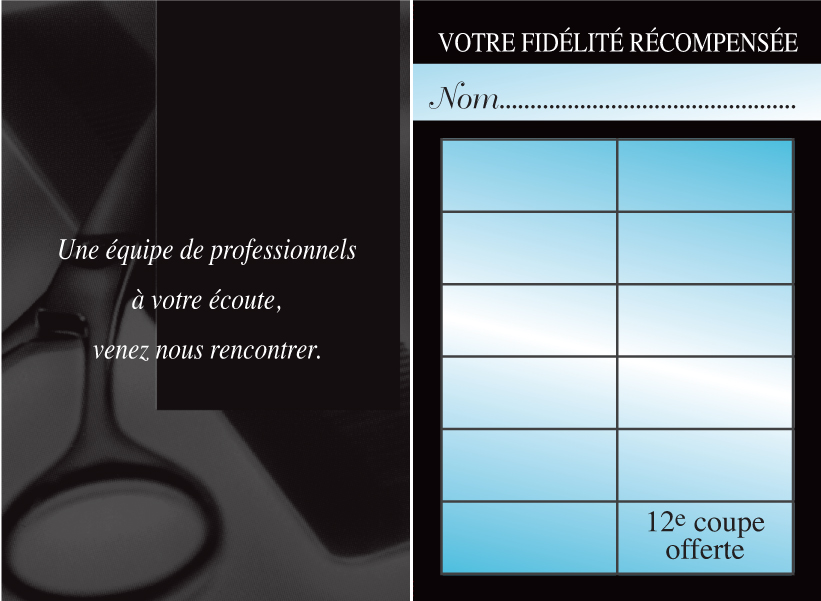 Une équipe de professionnels
à votre écoute,
venez nous rencontrer.
VOTRE FIDÉLITÉ RÉCOMPENSÉE
Nom...............................................
12e coupe
offerte